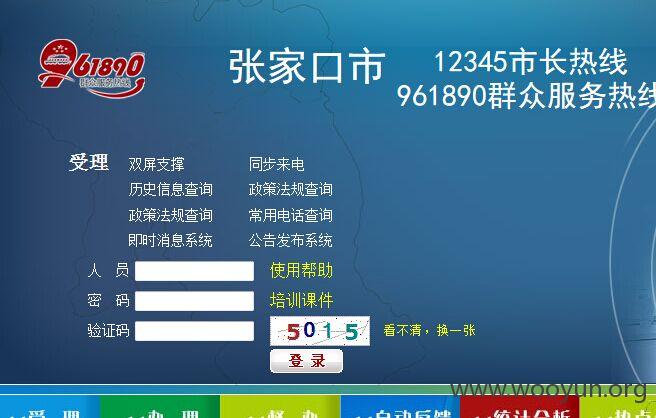 961890
群众服务热线
张家口市
12345市长热线
961890群众服务热线
受理 双屏支撑 同步来电
历史信息查询 政策法规查询
政策法规查询 常用电话查询
即时消息系统 公告发布系统
人 员 使用帮助
密 码 培训课件
验证码 5015 看不清，换一张
登 录
www.wooyun.org
受 理 办 理 督 办 自动反馈 统计分析 热点